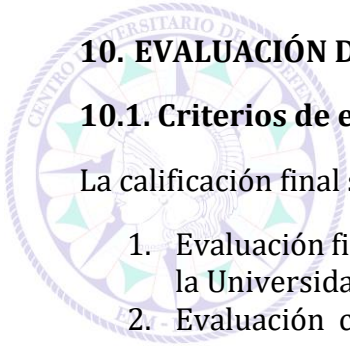 10. EVALUACIÓN D
10.1. Criterios de e
La calificación final s
1. Evaluación fi
la Universida
2. Evaluación c